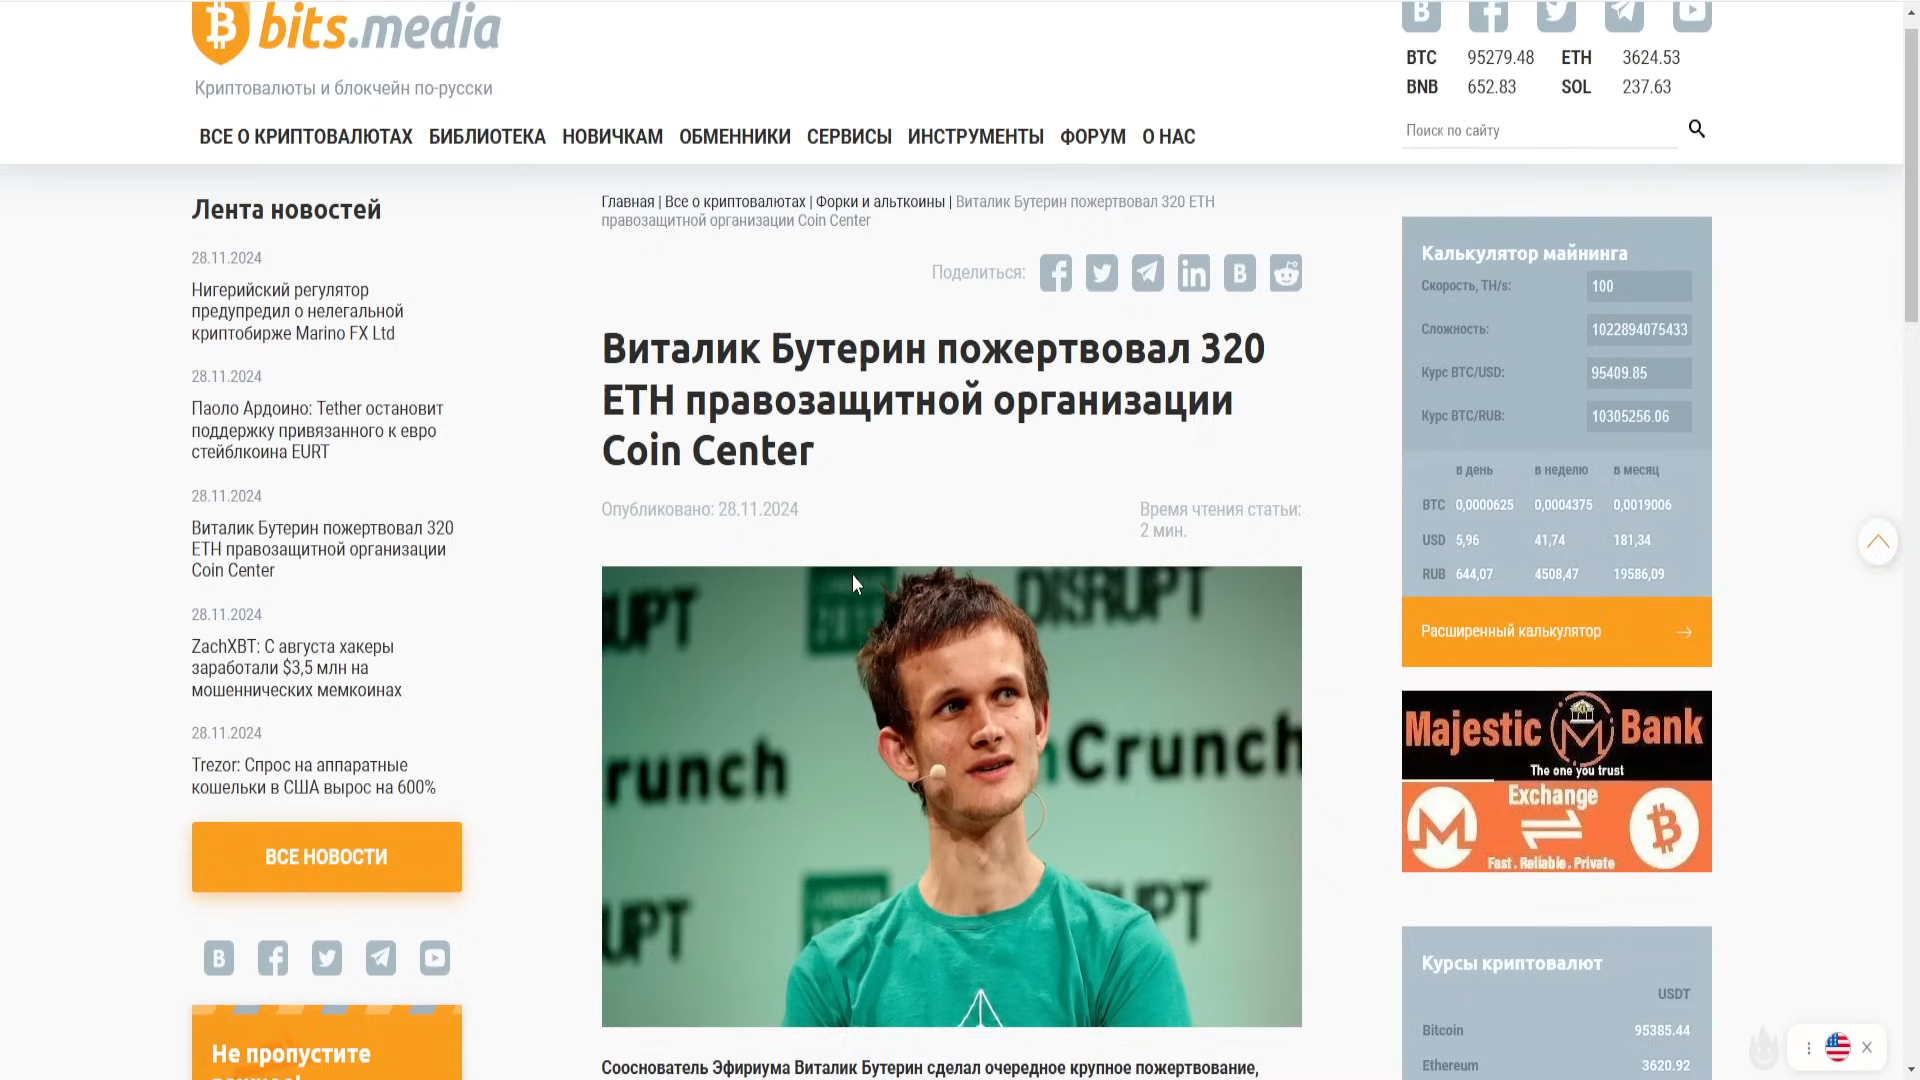 bits.media
Криптовалюты и блокчейн по-русски
BTC 95279.48 ETH 3624.53
BNB 652.83 SOL 237.63
Поиск по сайту
ВСЕ О КРИПТОВАЛЮТАХ БИБЛИОТЕКА НОВИЧКАМ ОБМЕННИКИ СЕРВИСЫ ИНСТРУМЕНТЫ ФОРУМ О НАС
Лента новостей
28.11.2024
Нигерийский регулятор
предупредил о нелегальной
криптобирже Marino FX Ltd
28.11.2024
Паоло Ардоино: Tether остановит
поддержку привязанного к евро
стейблкоина EURT
28.11.2024
Виталик Бутерин пожертвовал 320
ETH правозащитной организации
Coin Center
28.11.2024
ZachXBT: С августа хакеры
заработали $3,5 млн на
мошеннических мемкоинах
28.11.2024
Trezor: Спрос на аппаратные
кошельки в США вырос на 600%
ВСЕ НОВОСТИ
Не пропустите
Главная | Все о криптовалютах | Форки и альткоины | Виталик Бутерин пожертвовал 320 ETH
правозащитной организации Coin Center
Поделиться:
Виталик Бутерин пожертвовал 320
ETH правозащитной организации
Coin Center
Опубликовано: 28.11.2024
Время чтения статьи:
2 мин.
DISRUPT
UPT
runch
Crunch
UPT
UPT
Сооснователь Эфириума Виталик Бутерин сделал очередное крупное пожертвование,
Калькулятор майнинга
Скорость, TH/s: 100
Сложность: 1022894075433
Курс BTC/USD: 95409.85
Курс BTC/RUB: 10305256.06
в день в неделю в месяц
BTC 0,0000625 0,0004375 0,0019006
USD 5,96 41,74 181,34
RUB 644,07 4508,47 19586,09
Расширенный калькулятор
Majestic Bank
The one you trust
Exchange
Fast . Reliable . Private
Курсы криптовалют
USDT
Bitcoin 95385.44
Ethereum 3620.92